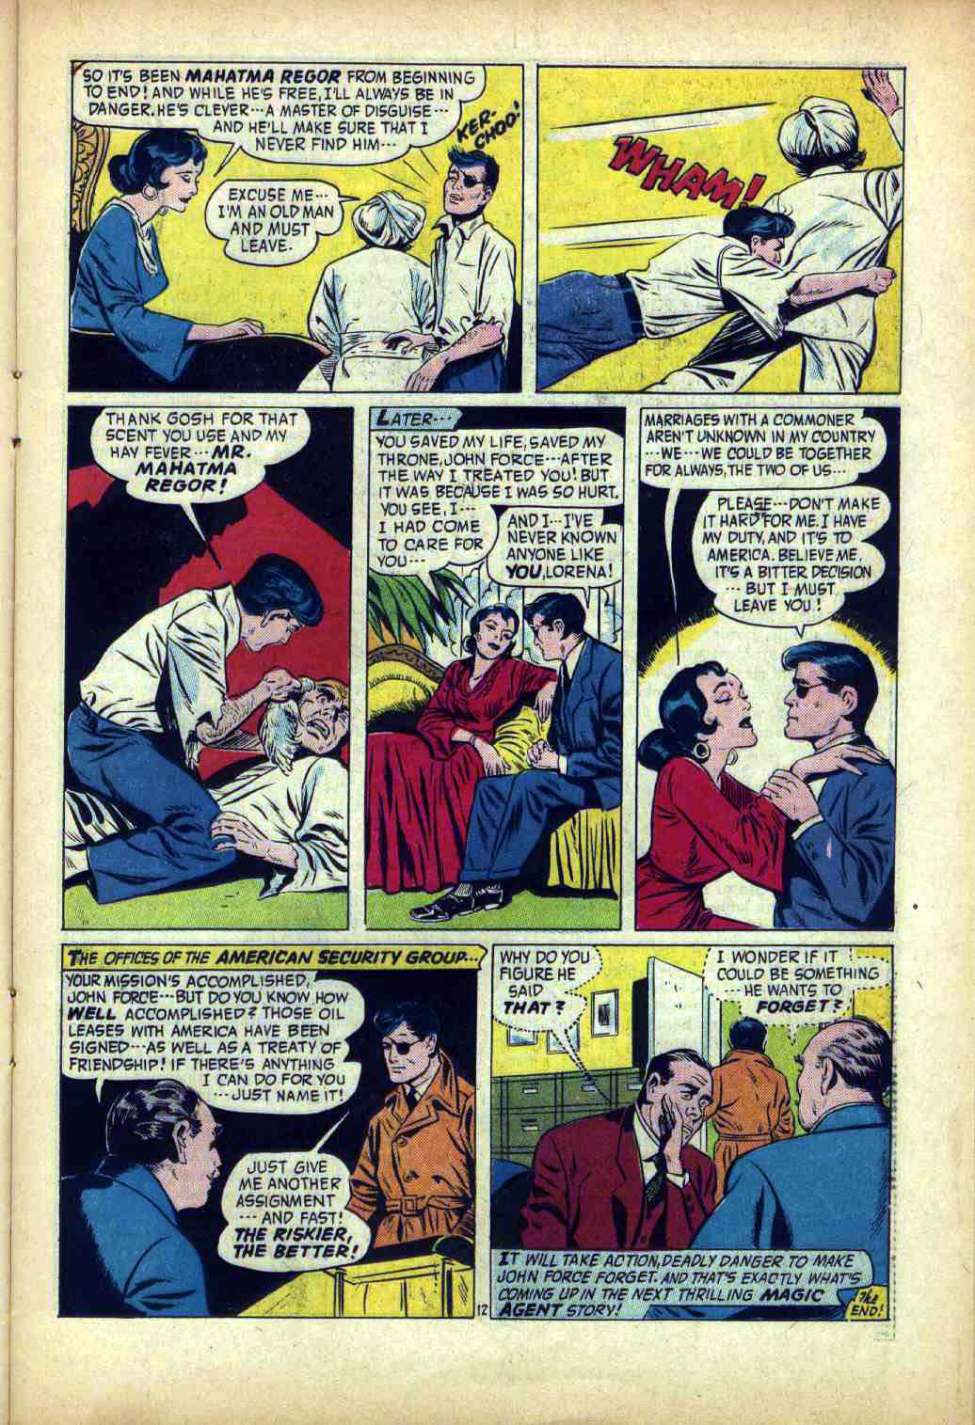 SO IT'S BEEN MAHATMA REGOR FROM BEGINNING
TO END! AND WHILE HE'S FREE, I'LL ALWAYS BE IN
DANGER. HE'S CLEVER---A MASTER OF DISGUISE---
AND HE'LL MAKE SURE THAT I
NEVER FIND HIM---
KER-
CHOO!
EXCUSE ME---
I'M AN OLD MAN
AND MUST
LEAVE.
WHAM!
THANK GOSH FOR THAT
SCENT YOU USE AND MY
HAY FEVER---MR.
MAHATMA
REGOR!
LATER---
YOU SAVED MY LIFE, SAVED MY
THRONE, JOHN FORCE---AFTER
THE WAY I TREATED YOU! BUT
IT WAS BECAUSE I WAS SO HURT.
YOU SEE, I---
I HAD COME
TO CARE FOR
YOU---
AND I---I'VE
NEVER KNOWN
ANYONE LIKE
YOU, LORENA!
MARRIAGES WITH A COMMONER
AREN'T UNKNOWN IN MY COUNTRY
---WE---WE COULD BE TOGETHER
FOR ALWAYS, THE TWO OF US---
PLEASE---DON'T MAKE
IT HARD FOR ME. I HAVE
MY DUTY, AND IT'S TO
AMERICA. BELIEVE ME,
IT'S A BITTER DECISION
---BUT I MUST
LEAVE YOU!
THE OFFICES OF THE AMERICAN SECURITY GROUP...
YOUR MISSION'S ACCOMPLISHED,
JOHN FORCE---BUT DO YOU KNOW HOW
WELL ACCOMPLISHED? THOSE OIL
LEASES WITH AMERICA HAVE BEEN
SIGNED---AS WELL AS A TREATY OF
FRIENDSHIP! IF THERE'S ANYTHING
I CAN DO FOR YOU
---JUST NAME IT!
JUST GIVE
ME ANOTHER
ASSIGNMENT
---AND FAST!
THE RISKIER,
THE BETTER!
WHY DO YOU
FIGURE HE
SAID
THAT?
I WONDER IF IT
COULD BE SOMETHING
---HE WANTS TO
FORGET?
IT WILL TAKE ACTION, DEADLY DANGER TO MAKE
JOHN FORCE FORGET. AND THAT'S EXACTLY WHAT'S
COMING UP IN THE NEXT THRILLING MAGIC
AGENT STORY!
The
END!
12